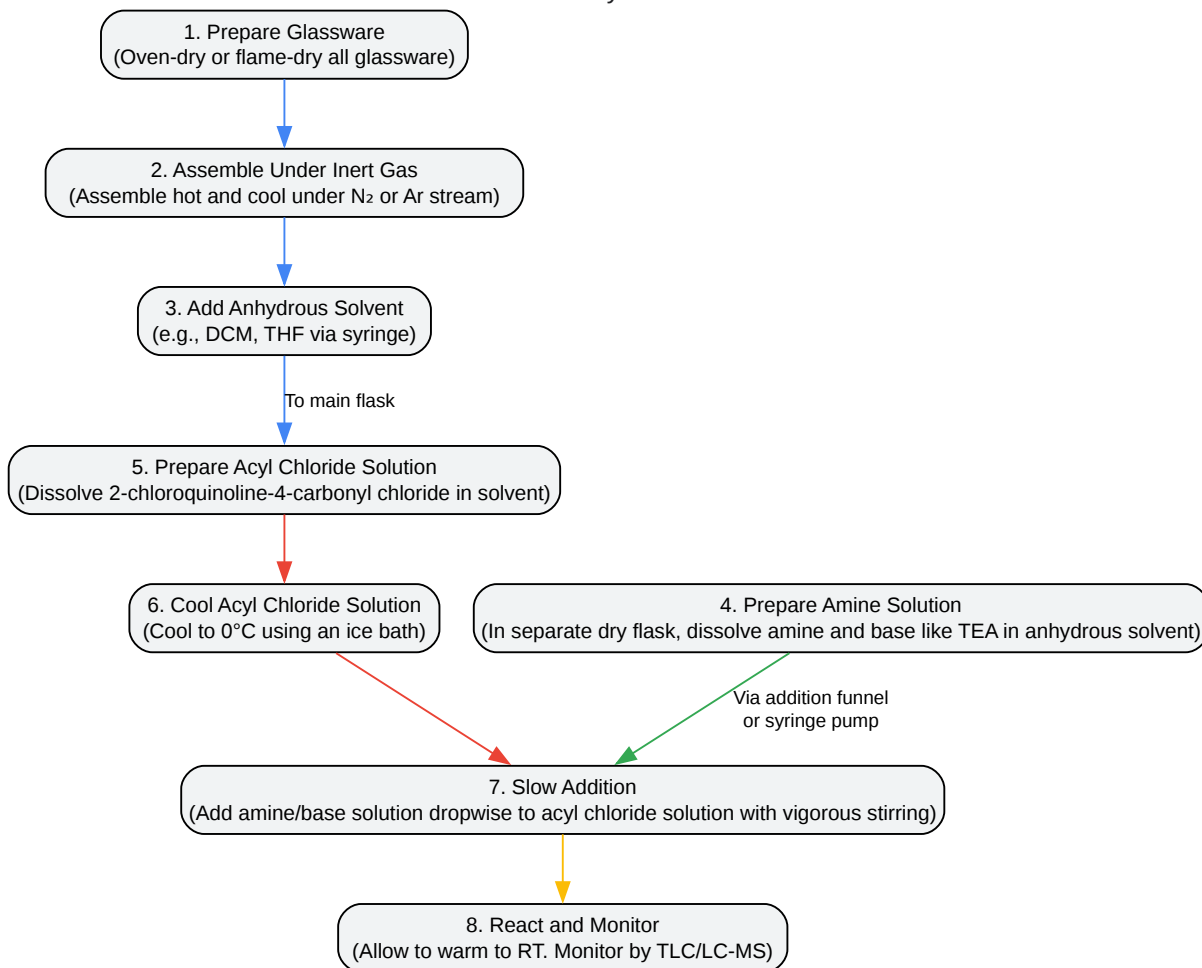 1. Prepare Glassware
(Oven-dry or flame-dry all glassware)
2. Assemble Under Inert Gas
(Assemble hot and cool under N₂ or Ar stream)
3. Add Anhydrous Solvent
(e.g., DCM, THF via syringe)
To main flask
5. Prepare Acyl Chloride Solution
(Dissolve 2-chloroquinoline-4-carbonyl chloride in solvent)
6. Cool Acyl Chloride Solution
(Cool to 0°C using an ice bath)
4. Prepare Amine Solution
(In separate dry flask, dissolve amine and base like TEA in anhydrous solvent)
Via addition funnel
or syringe pump
7. Slow Addition
(Add amine/base solution dropwise to acyl chloride solution with vigorous stirring)
8. React and Monitor
(Allow to warm to RT. Monitor by TLC/LC-MS)